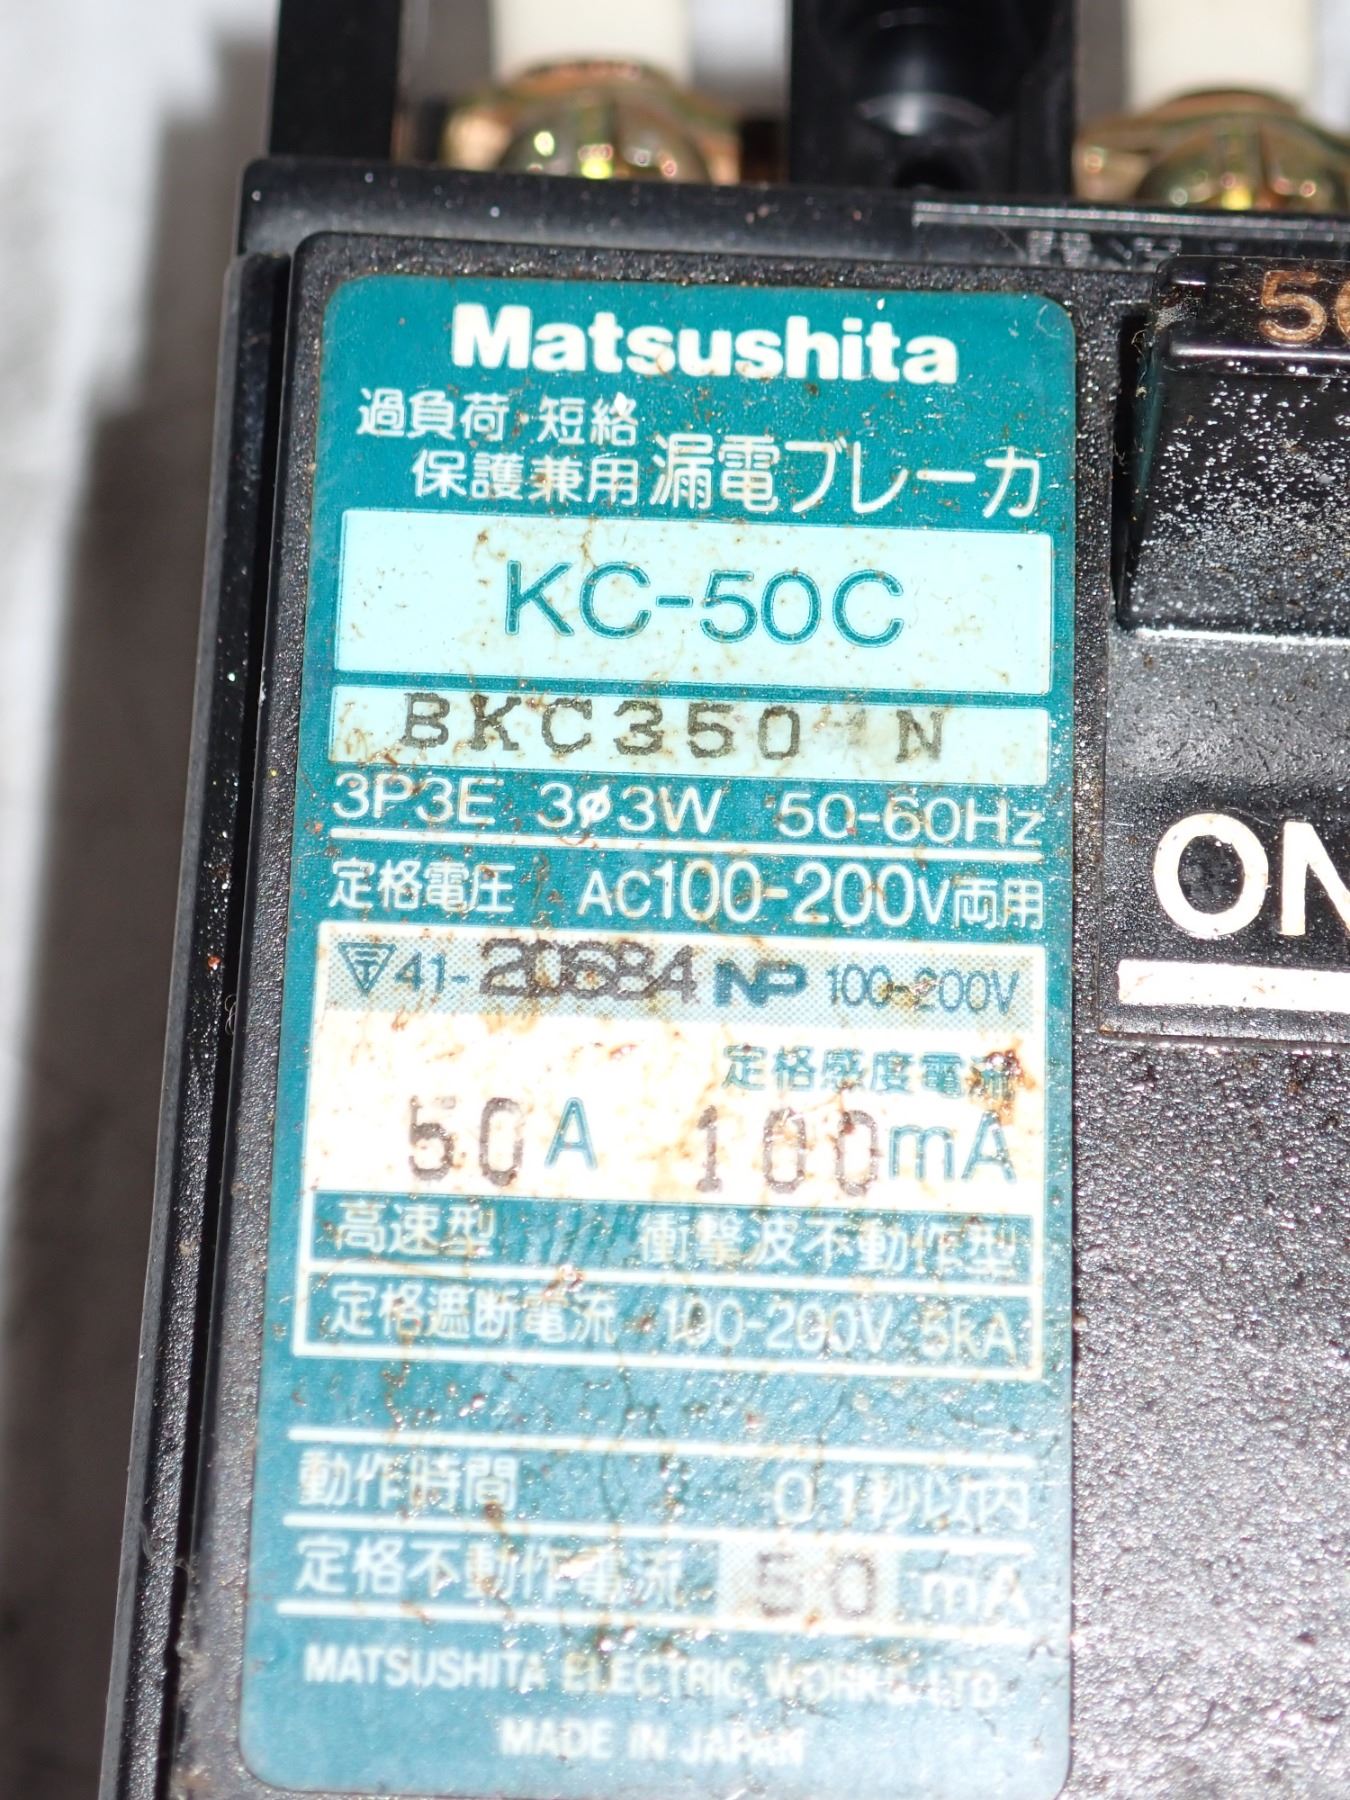 Matsushita
過負荷・短絡
保護兼用 漏電ブレーカ
KC-50C
BKC350 N
3P3E 3φ3W 50-60Hz
定格電圧 AC100-200V両用
41-20684 NP 100-200V
定格感度電流
50A 100mA
高速型 衝撃波不動作型
定格遮断電流 100-200V 5kA
動作時間 0.1秒以内
定格不動作電流 50mA
MATSUSHITA ELECTRIC WORKS LTD.
MADE IN JAPAN
ON